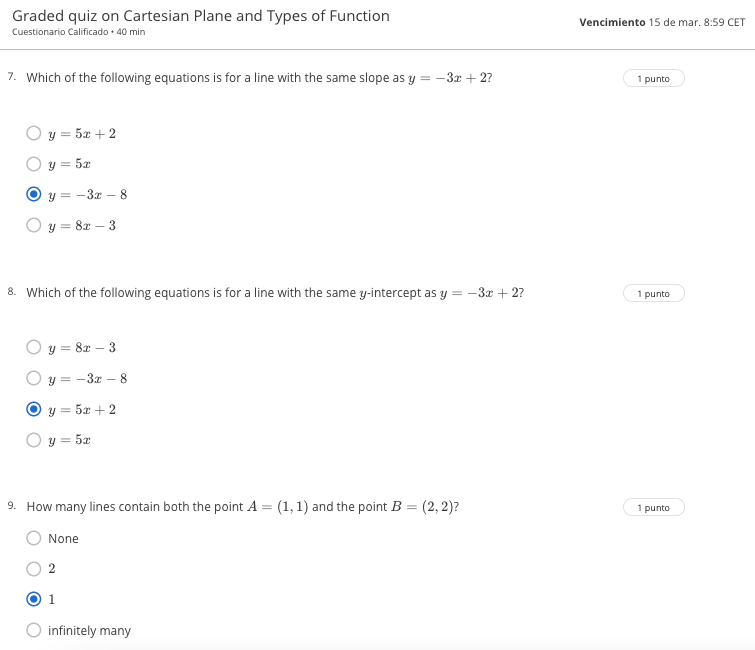 Graded quiz on Cartesian Plane and Types of Function
Cuestionario Calificado • 40 min
Vencimiento 15 de mar. 8:59 CET
7. Which of the following equations is for a line with the same slope as y = −3x + 2?
1 punto
y = 5x + 2
y = 5x
y = −3x − 8
y = 8x − 3
8. Which of the following equations is for a line with the same y-intercept as y = −3x + 2?
1 punto
y = 8x − 3
y = −3x − 8
y = 5x + 2
y = 5x
9. How many lines contain both the point A = (1, 1) and the point B = (2, 2)?
1 punto
None
2
1
infinitely many